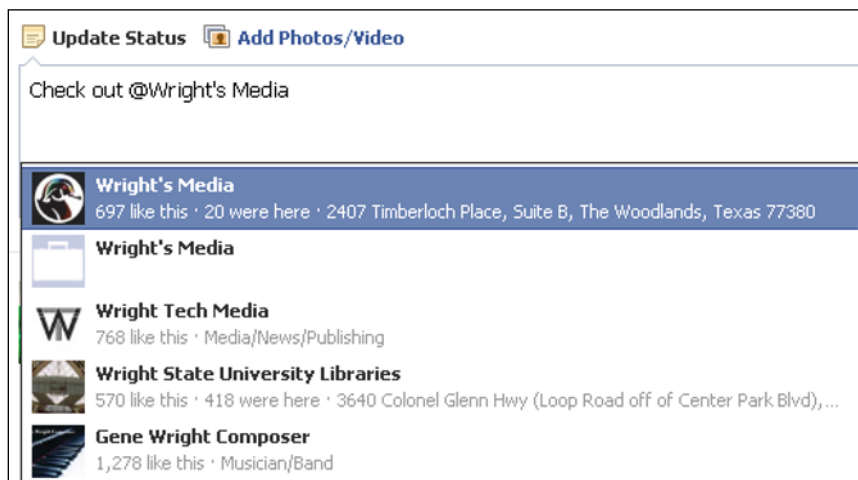 Update Status Add Photos/Video
Check out @Wright's Media
Wright's Media
697 like this · 20 were here · 2407 Timberloch Place, Suite B, The Woodlands, Texas 77380
Wright's Media
Wright Tech Media
768 like this · Media/News/Publishing
Wright State University Libraries
570 like this · 418 were here · 3640 Colonel Glenn Hwy (Loop Road off of Center Park Blvd),...
Gene Wright Composer
1,278 like this · Musician/Band